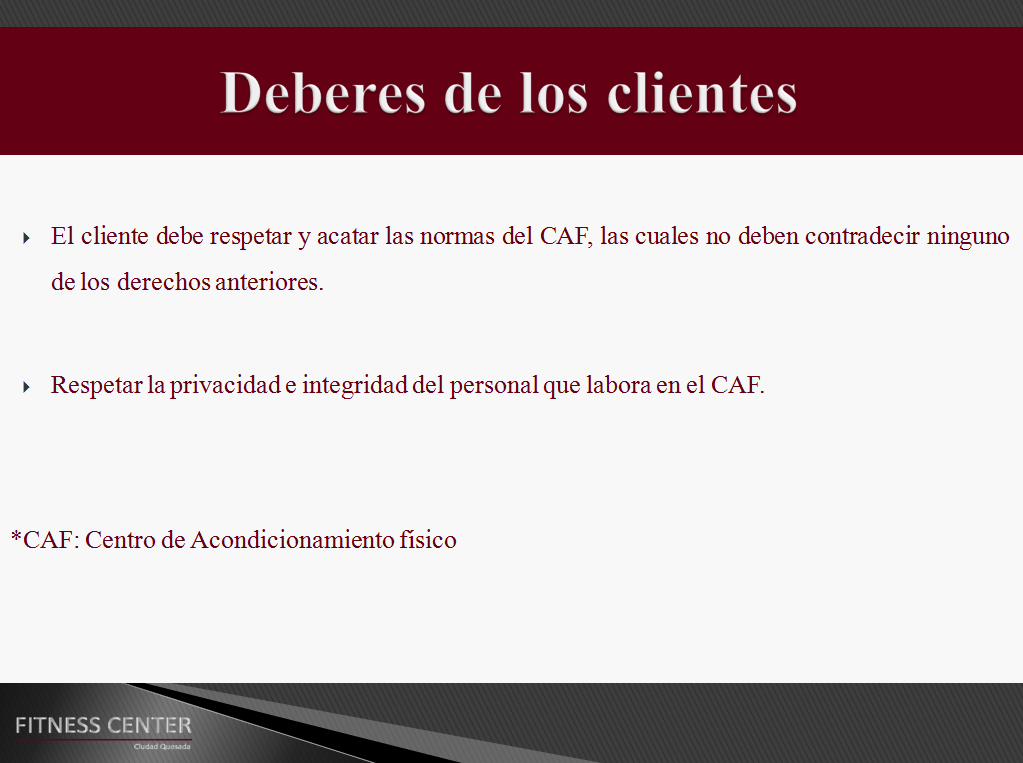 Deberes de los clientes
El cliente debe respetar y acatar las normas del CAF, las cuales no deben contradecir ninguno
de los derechos anteriores.
Respetar la privacidad e integridad del personal que labora en el CAF.
*CAF: Centro de Acondicionamiento físico
FITNESS CENTER
Ciudad Quesada